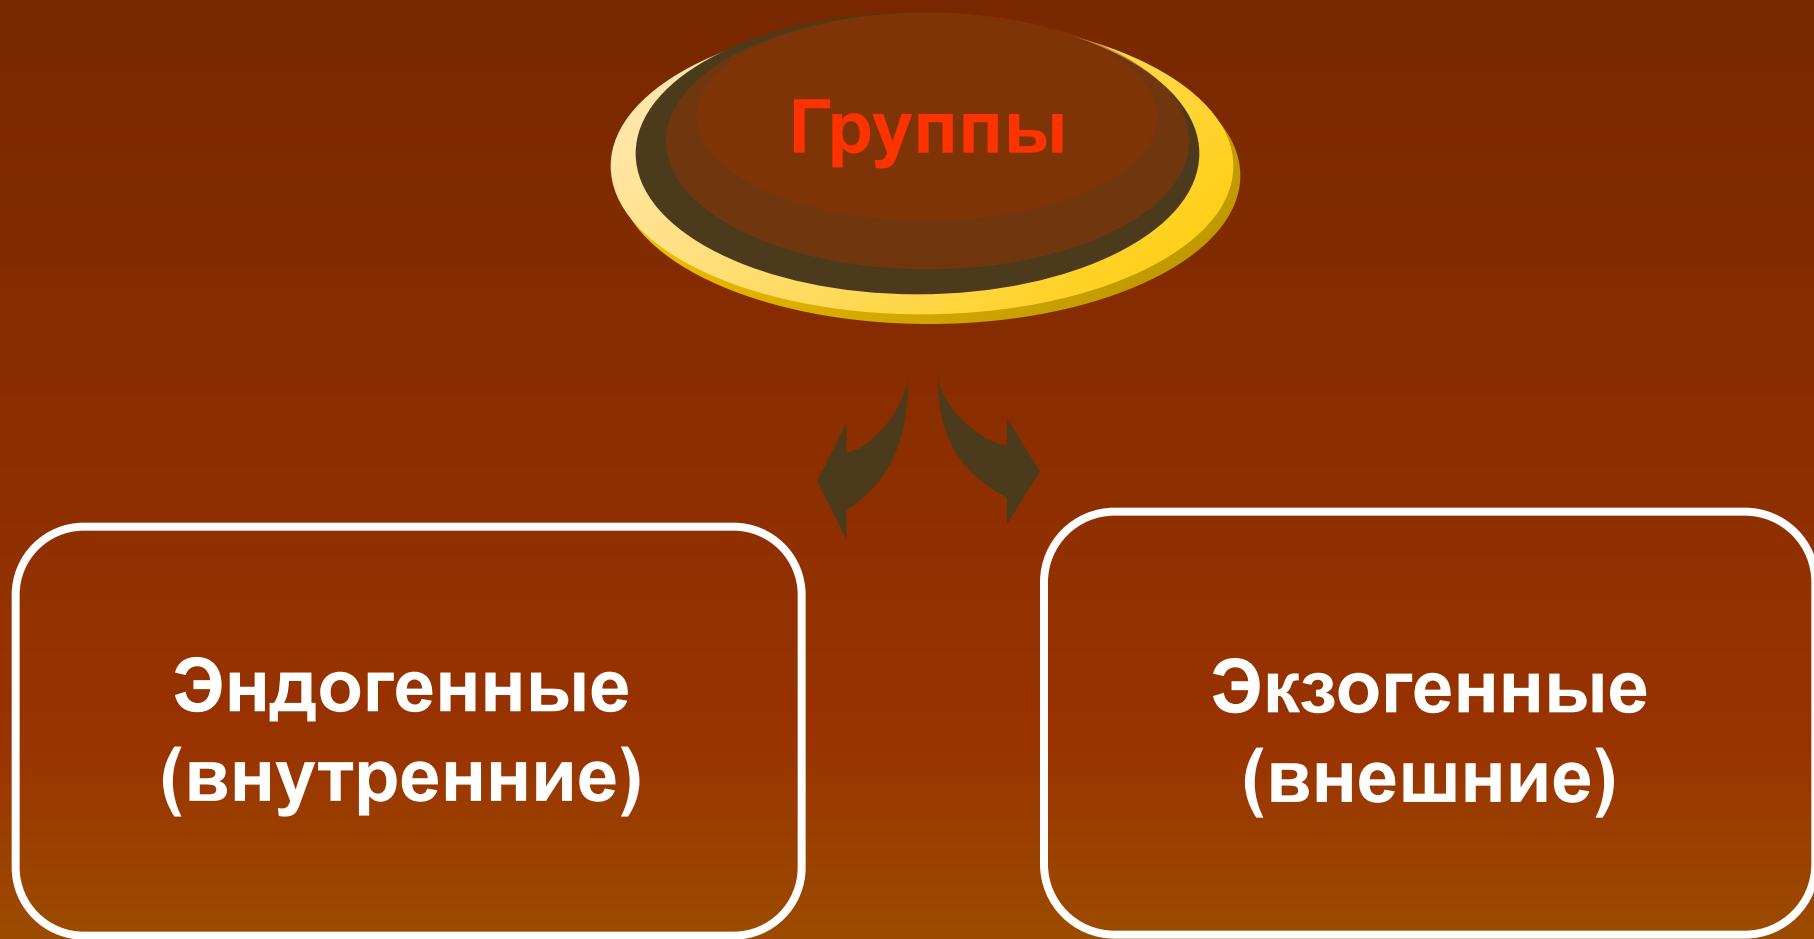 Группы
Эндогенные
(внутренние)
Экзогенные
(внешние)